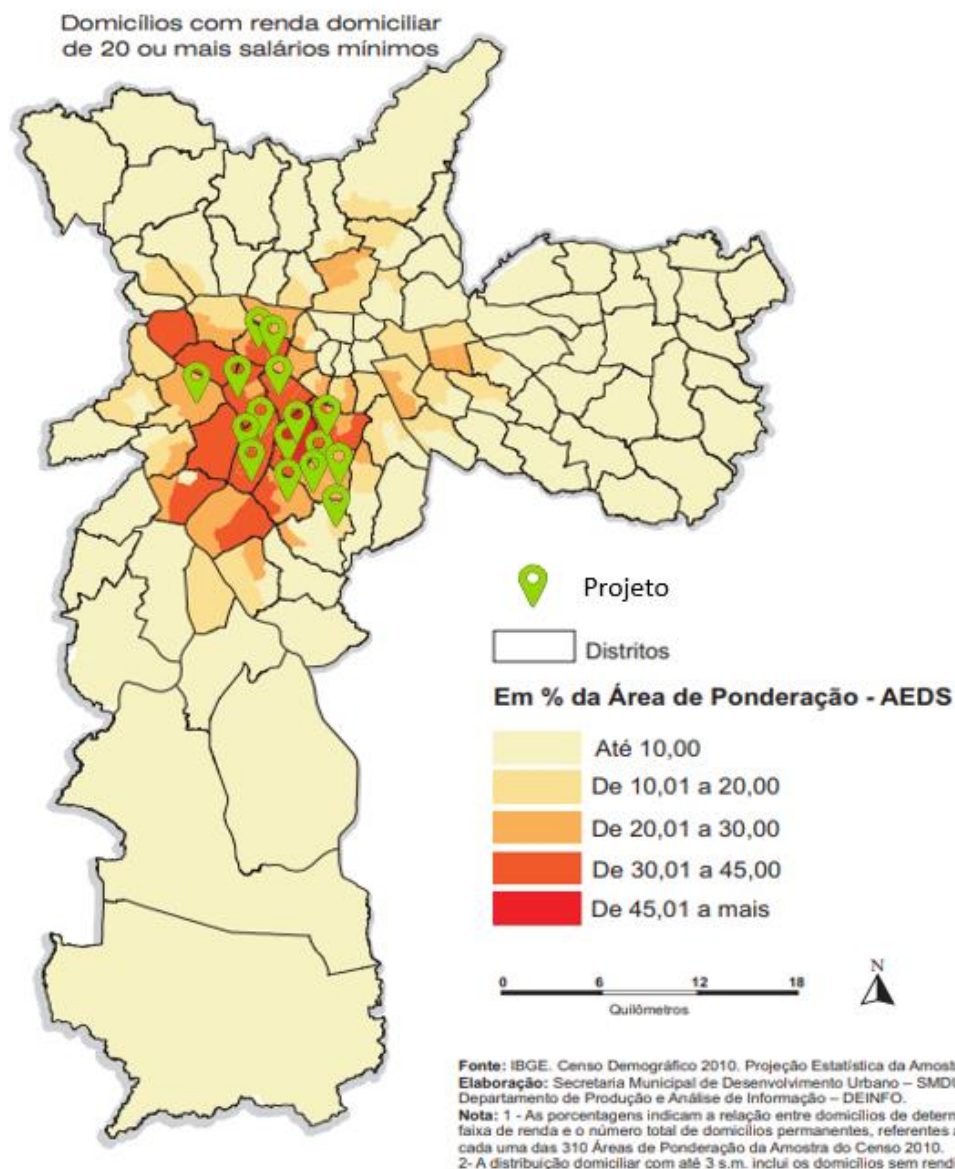 Domicílios com renda domiciliar
de 20 ou mais salários mínimos
Projeto
Distritos
Em % da Área de Ponderação - AEDS
Até 10,00
De 10,01 a 20,00
De 20,01 a 30,00
De 30,01 a 45,00
De 45,01 a mais
0 6 12 18
Quilômetros
N
Fonte: IBGE. Censo Demográfico 2010. Projeção Estatística da Amost
Elaboração: Secretaria Municipal de Desenvolvimento Urbano – SMDU
Departamento de Produção e Análise de Informação – DEINFO.
Nota: 1 - As porcentagens indicam a relação entre domicílios de determ
faixa de renda e o número total de domicílios permanentes, referentes a
cada uma das 310 Áreas de Ponderação da Amostra do Censo 2010.
2- A distribuição domiciliar com até 3 s.m. inclui os domicílios sem rend